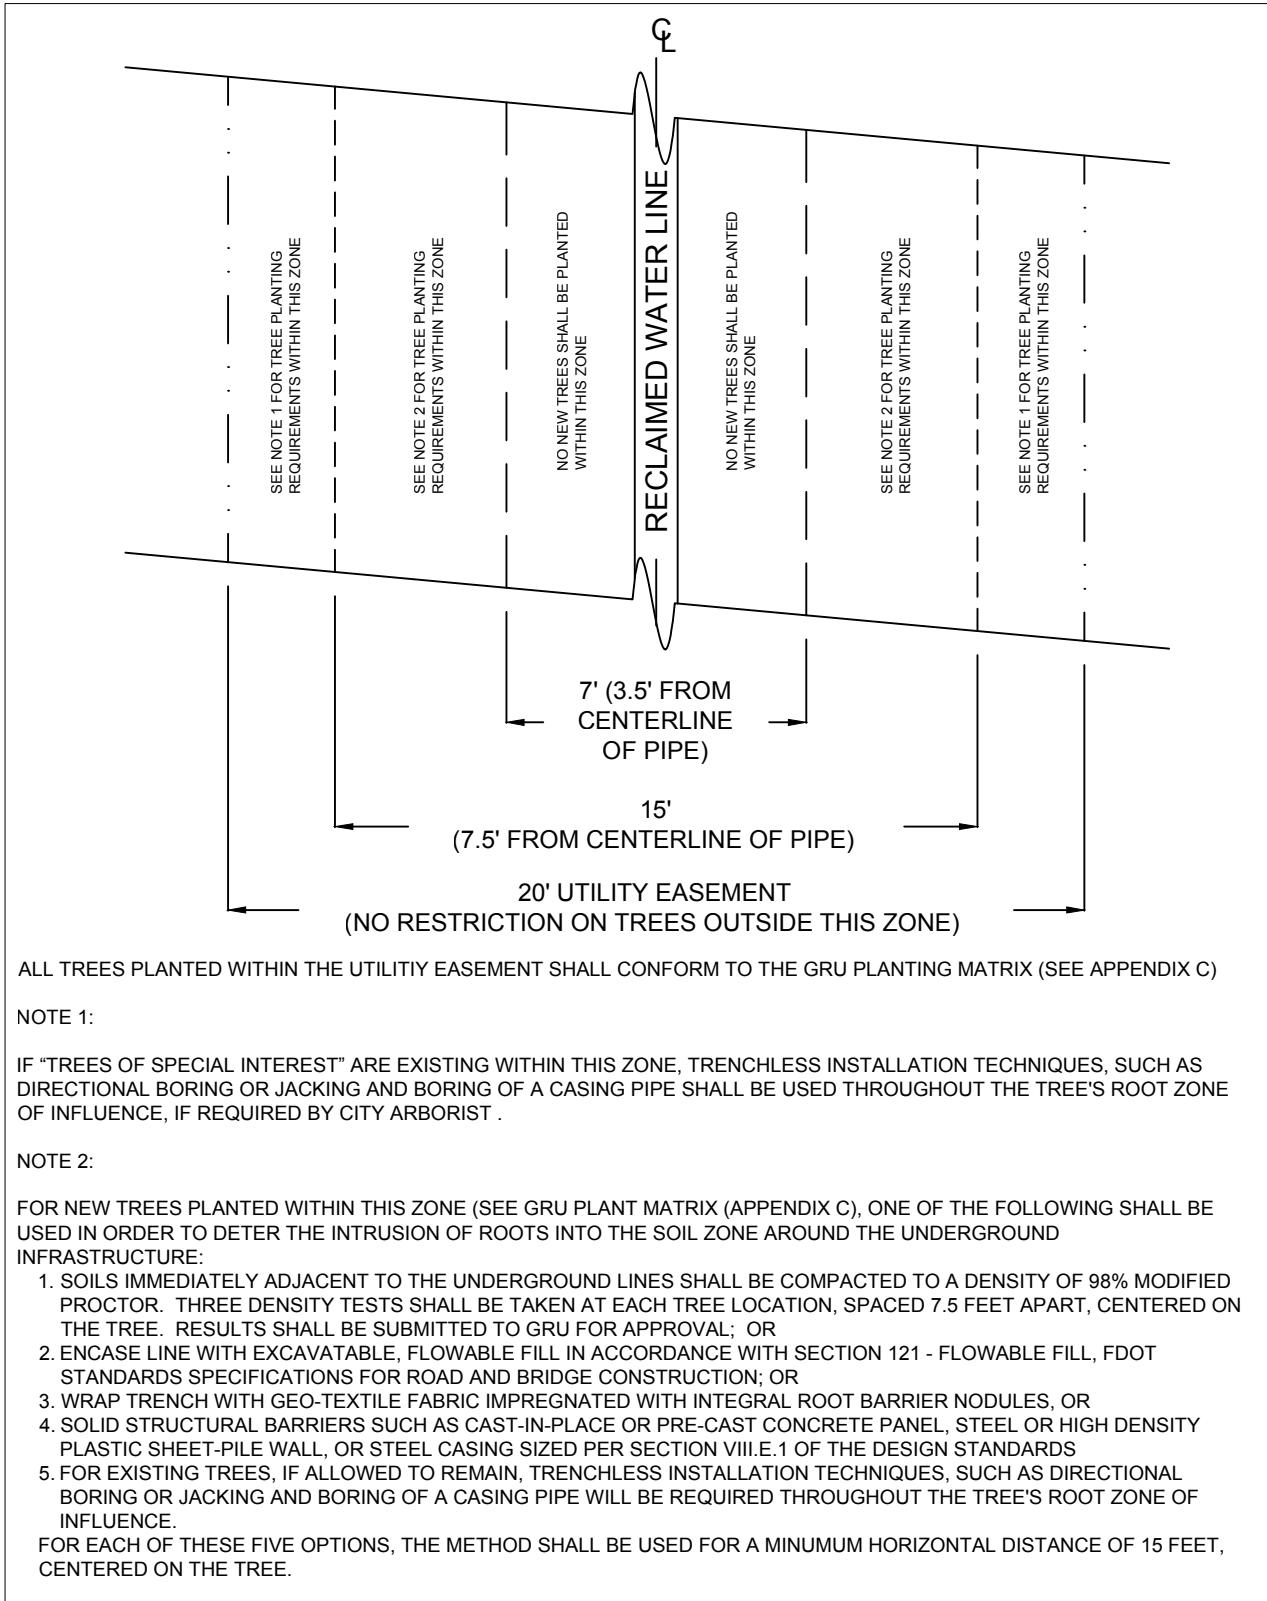 ℄
SEE NOTE 1 FOR TREE PLANTING
REQUIREMENTS WITHIN THIS ZONE
SEE NOTE 2 FOR TREE PLANTING
REQUIREMENTS WITHIN THIS ZONE
NO NEW TREES SHALL BE PLANTED
WITHIN THIS ZONE
RECLAIMED WATER LINE
NO NEW TREES SHALL BE PLANTED
WITHIN THIS ZONE
SEE NOTE 2 FOR TREE PLANTING
REQUIREMENTS WITHIN THIS ZONE
SEE NOTE 1 FOR TREE PLANTING
REQUIREMENTS WITHIN THIS ZONE
7' (3.5' FROM
CENTERLINE
OF PIPE)
15'
(7.5' FROM CENTERLINE OF PIPE)
20' UTILITY EASEMENT
(NO RESTRICTION ON TREES OUTSIDE THIS ZONE)
ALL TREES PLANTED WITHIN THE UTILITIY EASEMENT SHALL CONFORM TO THE GRU PLANTING MATRIX (SEE APPENDIX C)
NOTE 1:
IF “TREES OF SPECIAL INTEREST” ARE EXISTING WITHIN THIS ZONE, TRENCHLESS INSTALLATION TECHNIQUES, SUCH AS
DIRECTIONAL BORING OR JACKING AND BORING OF A CASING PIPE SHALL BE USED THROUGHOUT THE TREE'S ROOT ZONE
OF INFLUENCE, IF REQUIRED BY CITY ARBORIST .
NOTE 2:
FOR NEW TREES PLANTED WITHIN THIS ZONE (SEE GRU PLANT MATRIX (APPENDIX C), ONE OF THE FOLLOWING SHALL BE
USED IN ORDER TO DETER THE INTRUSION OF ROOTS INTO THE SOIL ZONE AROUND THE UNDERGROUND
INFRASTRUCTURE:
1. SOILS IMMEDIATELY ADJACENT TO THE UNDERGROUND LINES SHALL BE COMPACTED TO A DENSITY OF 98% MODIFIED
PROCTOR. THREE DENSITY TESTS SHALL BE TAKEN AT EACH TREE LOCATION, SPACED 7.5 FEET APART, CENTERED ON
THE TREE. RESULTS SHALL BE SUBMITTED TO GRU FOR APPROVAL; OR
2. ENCASE LINE WITH EXCAVATABLE, FLOWABLE FILL IN ACCORDANCE WITH SECTION 121 - FLOWABLE FILL, FDOT
STANDARDS SPECIFICATIONS FOR ROAD AND BRIDGE CONSTRUCTION; OR
3. WRAP TRENCH WITH GEO-TEXTILE FABRIC IMPREGNATED WITH INTEGRAL ROOT BARRIER NODULES, OR
4. SOLID STRUCTURAL BARRIERS SUCH AS CAST-IN-PLACE OR PRE-CAST CONCRETE PANEL, STEEL OR HIGH DENSITY
PLASTIC SHEET-PILE WALL, OR STEEL CASING SIZED PER SECTION VIII.E.1 OF THE DESIGN STANDARDS
5. FOR EXISTING TREES, IF ALLOWED TO REMAIN, TRENCHLESS INSTALLATION TECHNIQUES, SUCH AS DIRECTIONAL
BORING OR JACKING AND BORING OF A CASING PIPE WILL BE REQUIRED THROUGHOUT THE TREE'S ROOT ZONE OF
INFLUENCE.
FOR EACH OF THESE FIVE OPTIONS, THE METHOD SHALL BE USED FOR A MINUMUM HORIZONTAL DISTANCE OF 15 FEET,
CENTERED ON THE TREE.